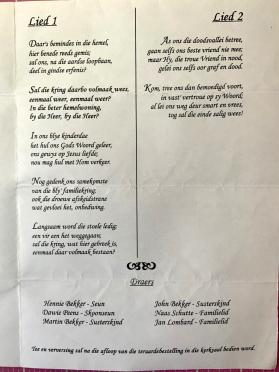 Lied 1
Daar's bemindes in die hemel,
hier benede reeds gemis;
sal ons, na die aardse loopbaan,
deel in gindse erfenis?
Sal die kring daarbo volmaak wees,
eenmaal weer, eenmaal weer?
In die beter hemelwoning,
by die Heer, by die Heer?
In ons blye kinderdae
het hul ons Gods Woord geleer,
ons gewys op Jesus liefde;
nou mag hul met Hom verkeer.
Nog gedenk ons samekomste
van die bly' familiekring;
ook die droewe afskeidstrane
wat gevloei het, onbedwing.
Langsaam word die stoele ledig:
een vir een het weggegaan;
sal die kring, wat hier gebreek is,
eenmaal daar volmaak bestaan?
Lied 2
As ons die doodsvallei betree,
gaan selfs ons beste vriend nie mee;
maar Hy, die troue Vriend in nood,
gelei ons selfs oor graf en dood.
Kom, tree ons dan bemoedigd voort,
in vast' vertroue op sy Woord;
al lei ons weg deur smart en vrees,
tog sal die einde salig wees!
Draers
Hennie Bekker - Seun
Dawie Peens - Skoonseun
Martin Bekker - Susterskind
John Bekker - Susterskind
Naas Schutte - Familielid
Jan Lombard - Familielid
Tee en verversing sal na die afloop van die teraardebestelling in die kerksaal bedien word.